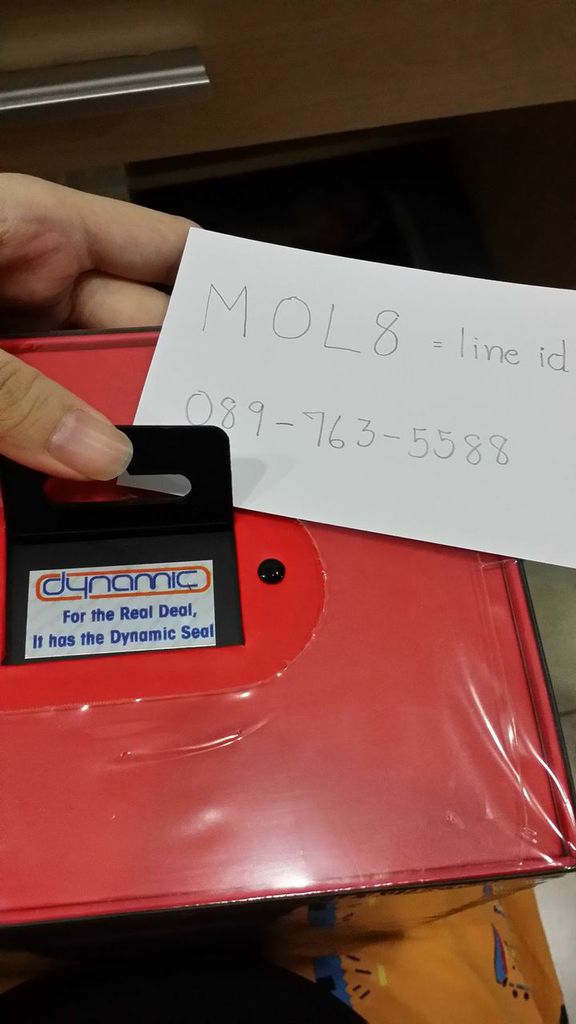 MOL8 = line id
089-763-5588
dynamic
For the Real Deal,
It has the Dynamic Seal